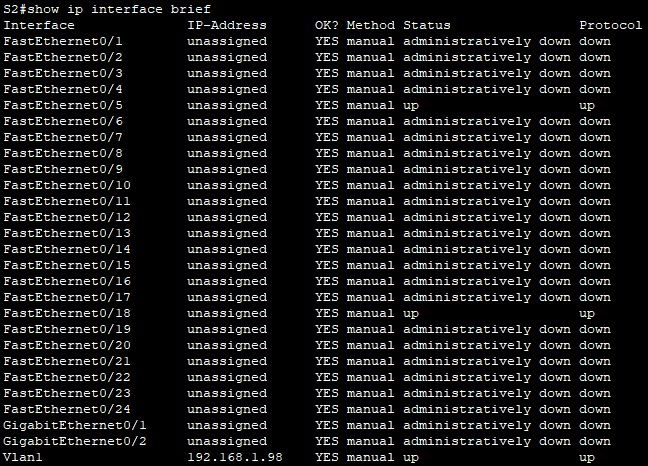 S2#show ip interface brief
Interface IP-Address OK? Method Status Protocol
FastEthernet0/1 unassigned YES manual administratively down down
FastEthernet0/2 unassigned YES manual administratively down down
FastEthernet0/3 unassigned YES manual administratively down down
FastEthernet0/4 unassigned YES manual administratively down down
FastEthernet0/5 unassigned YES manual up up
FastEthernet0/6 unassigned YES manual administratively down down
FastEthernet0/7 unassigned YES manual administratively down down
FastEthernet0/8 unassigned YES manual administratively down down
FastEthernet0/9 unassigned YES manual administratively down down
FastEthernet0/10 unassigned YES manual administratively down down
FastEthernet0/11 unassigned YES manual administratively down down
FastEthernet0/12 unassigned YES manual administratively down down
FastEthernet0/13 unassigned YES manual administratively down down
FastEthernet0/14 unassigned YES manual administratively down down
FastEthernet0/15 unassigned YES manual administratively down down
FastEthernet0/16 unassigned YES manual administratively down down
FastEthernet0/17 unassigned YES manual administratively down down
FastEthernet0/18 unassigned YES manual up up
FastEthernet0/19 unassigned YES manual administratively down down
FastEthernet0/20 unassigned YES manual administratively down down
FastEthernet0/21 unassigned YES manual administratively down down
FastEthernet0/22 unassigned YES manual administratively down down
FastEthernet0/23 unassigned YES manual administratively down down
FastEthernet0/24 unassigned YES manual administratively down down
GigabitEthernet0/1 unassigned YES manual administratively down down
GigabitEthernet0/2 unassigned YES manual administratively down down
Vlan1 192.168.1.98 YES manual up up